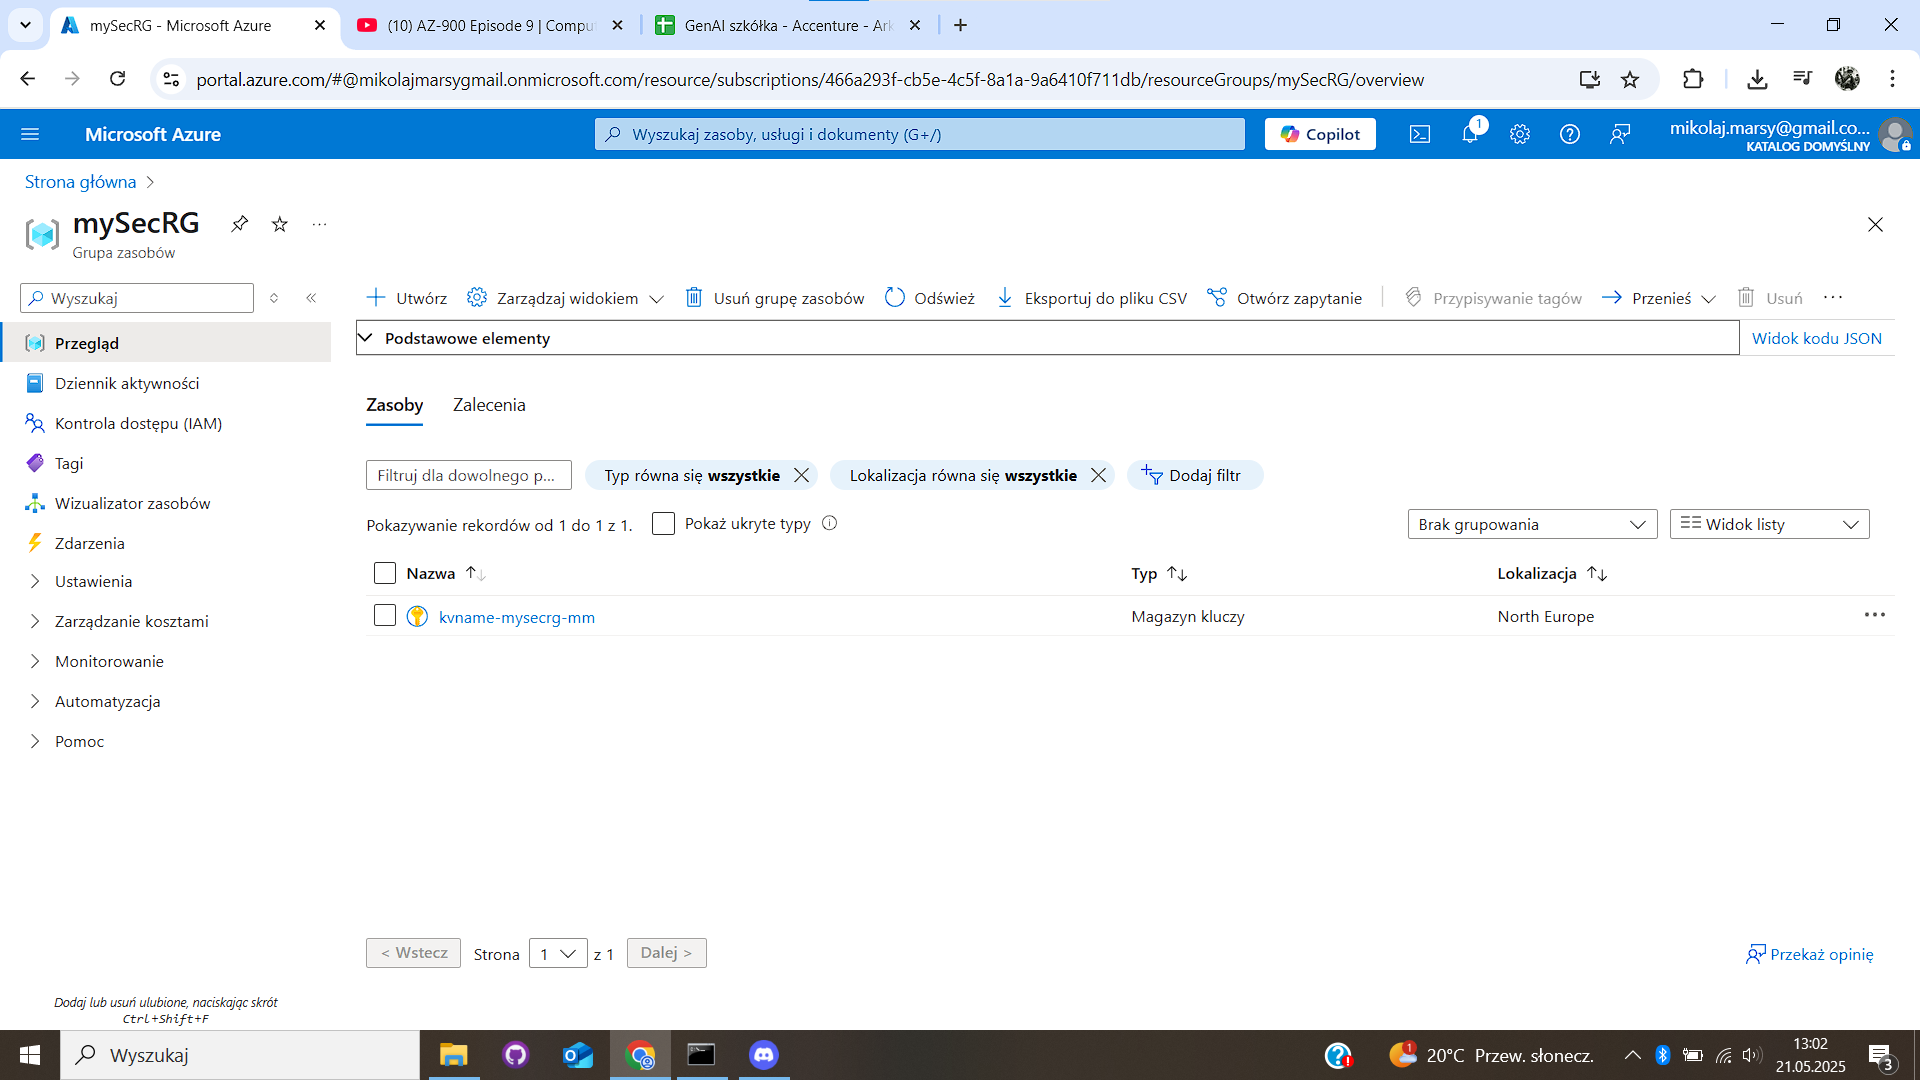 mySecRG - Microsoft Azure
(10) AZ-900 Episode 9 | Compu
GenAI szkółka - Accenture - Ark
portal.azure.com/#@mikolajmarsygmail.onmicrosoft.com/resource/subscriptions/466a293f-cb5e-4c5f-8a1a-9a6410f711db/resourceGroups/mySecRG/overview
Microsoft Azure
Wyszukaj zasoby, usługi i dokumenty (G+/)
Copilot
1
mikolaj.marsy@gmail.co...
KATALOG DOMYŚLNY
Strona główna
mySecRG
Grupa zasobów
Wyszukaj
Utwórz
Zarządzaj widokiem
Usuń grupę zasobów
Odśwież
Eksportuj do pliku CSV
Otwórz zapytanie
Przypisywanie tagów
Przenieś
Usuń
Przegląd
Dziennik aktywności
Kontrola dostępu (IAM)
Tagi
Wizualizator zasobów
Zdarzenia
Ustawienia
Zarządzanie kosztami
Monitorowanie
Automatyzacja
Pomoc
Podstawowe elementy
Widok kodu JSON
Zasoby
Zalecenia
Filtruj dla dowolnego p...
Typ równa się wszystkie
Lokalizacja równa się wszystkie
Dodaj filtr
Pokazywanie rekordów od 1 do 1 z 1.
Pokaż ukryte typy
Brak grupowania
Widok listy
Nazwa
Typ
Lokalizacja
kvname-mysecrg-mm
Magazyn kluczy
North Europe
< Wstecz
Strona
1
z 1
Dalej >
Przekaż opinię
Dodaj lub usuń ulubione, naciskając skrót
Ctrl+Shift+F
Wyszukaj
1
20°C Przew. słonecz.
13:02
21.05.2025
3